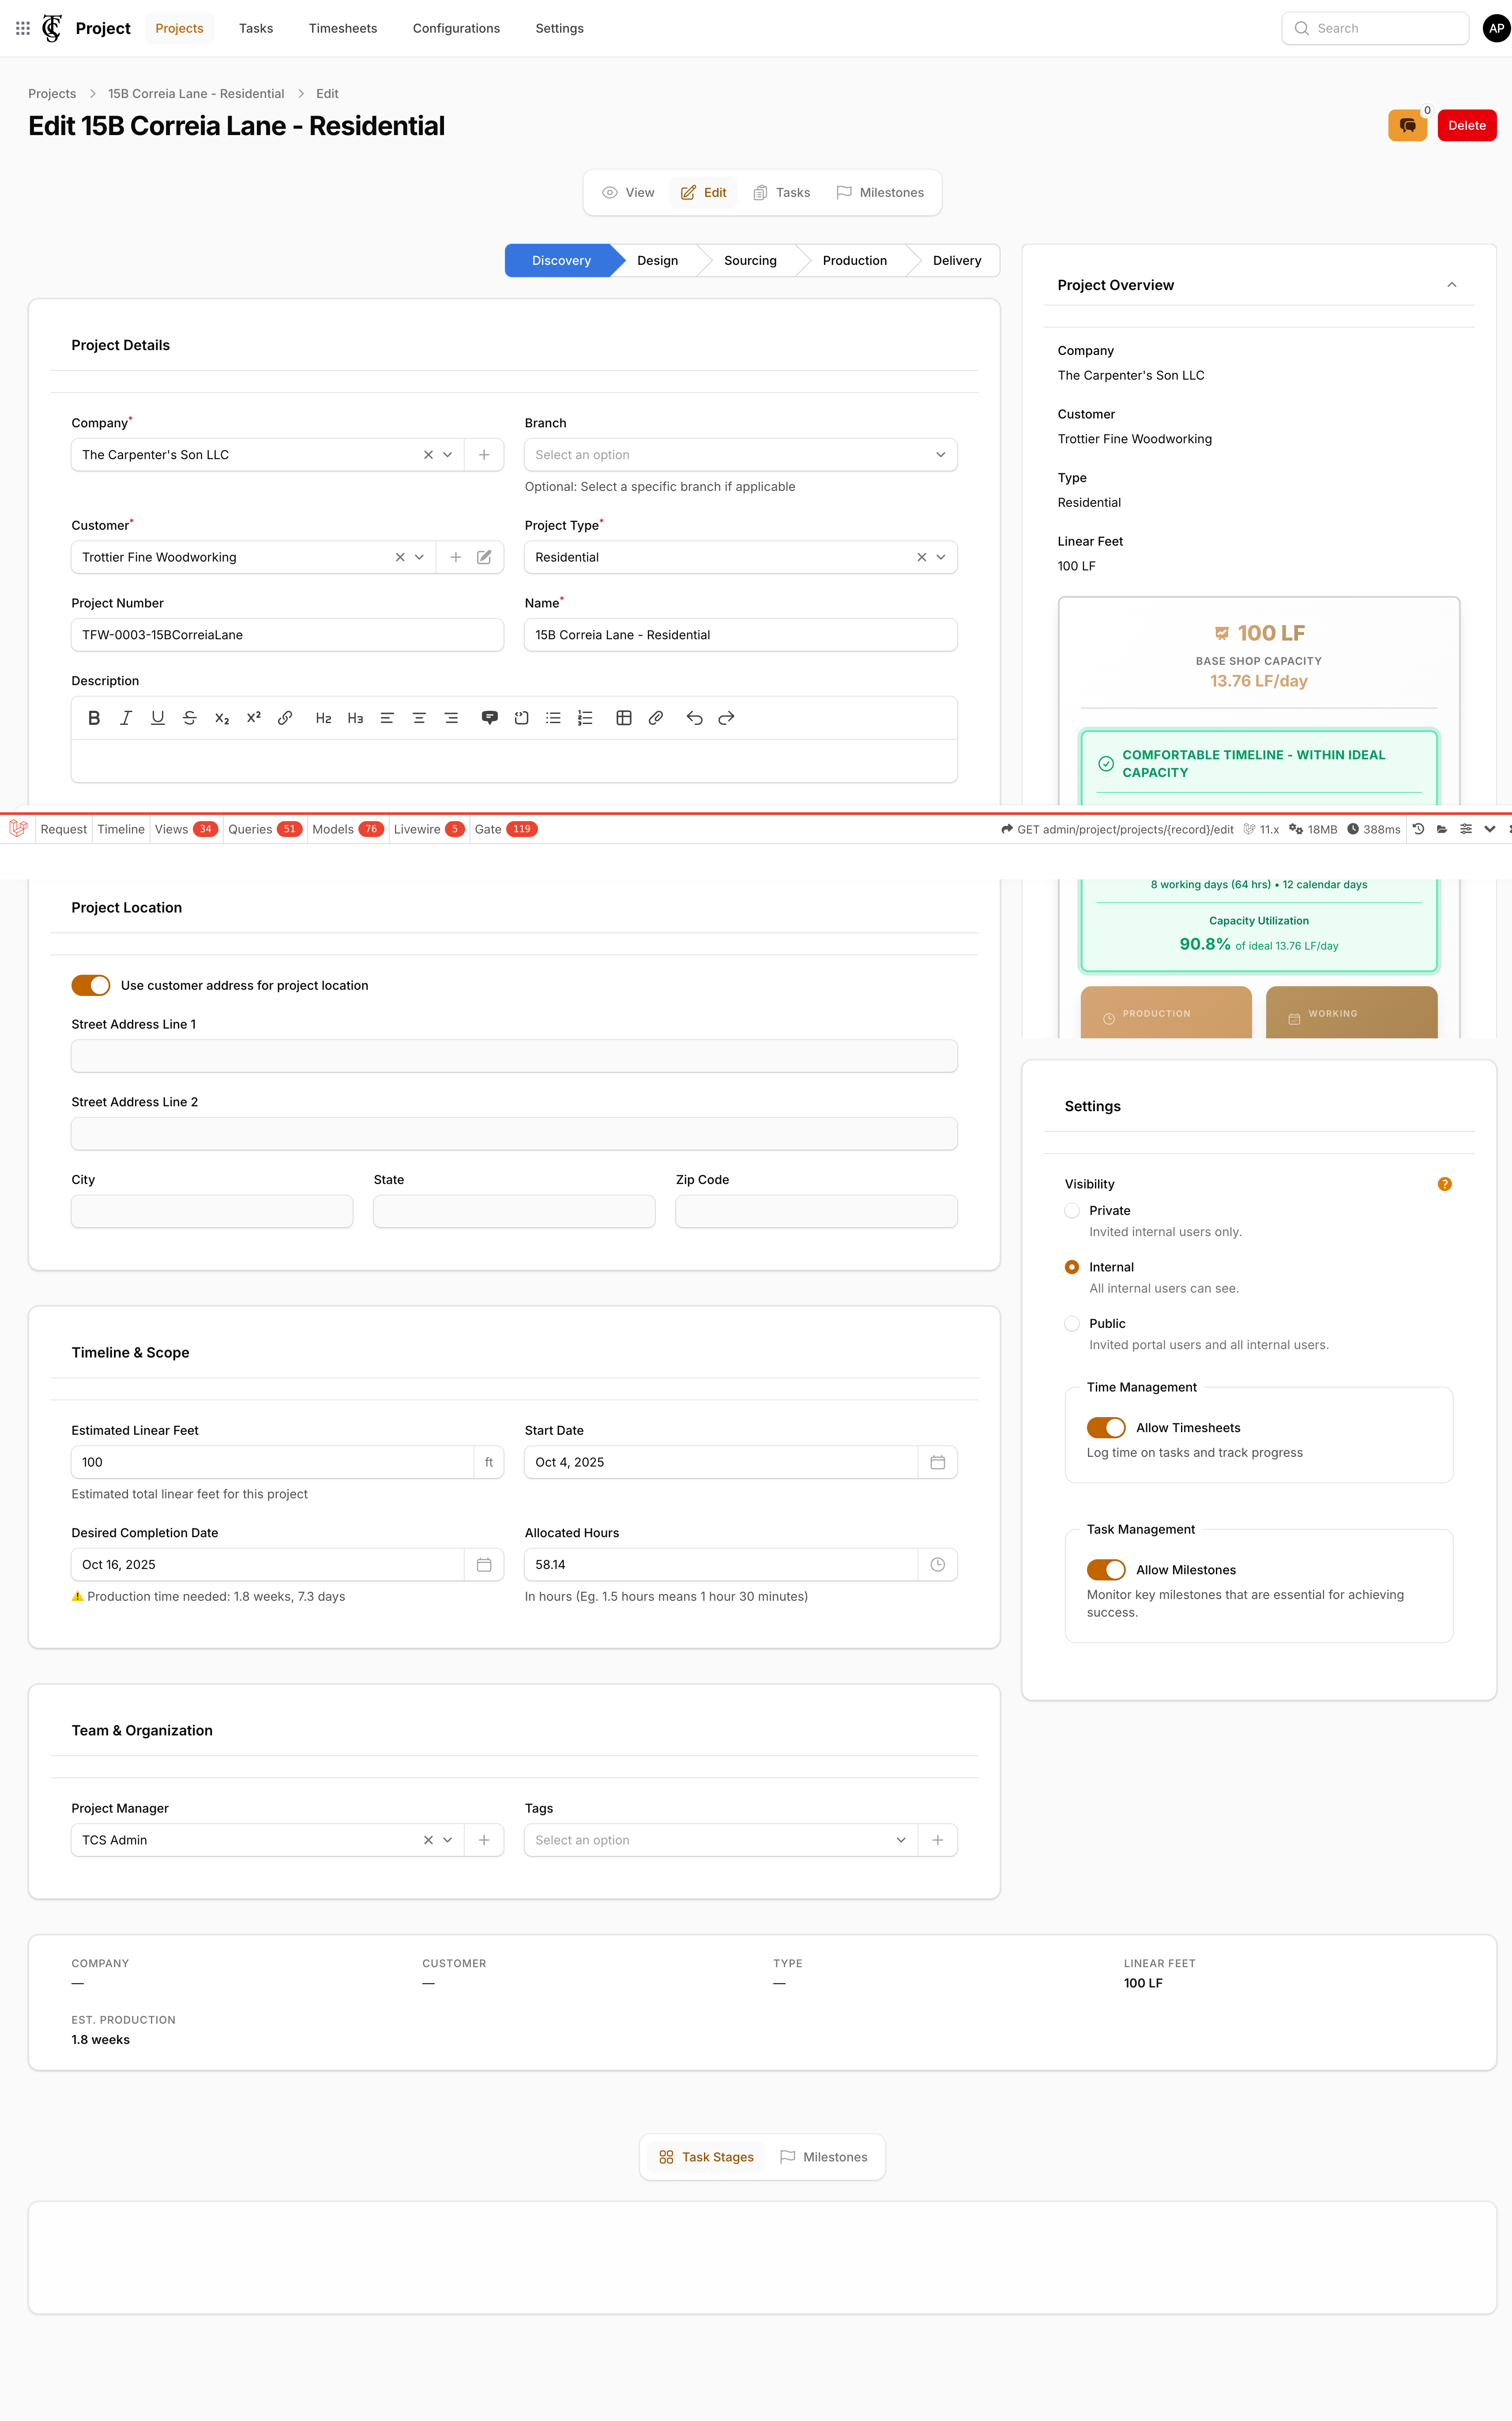 Project
Projects
Tasks
Timesheets
Configurations
Settings
Search
AP
Projects
15B Correia Lane - Residential
Edit
Edit 15B Correia Lane - Residential
0
Delete
View
Edit
Tasks
Milestones
Discovery
Design
Sourcing
Production
Delivery
Project Details
Company*
The Carpenter's Son LLC
Branch
Select an option
Optional: Select a specific branch if applicable
Customer*
Trottier Fine Woodworking
Project Type*
Residential
Project Number
TFW-0003-15BCorreiaLane
Name*
15B Correia Lane - Residential
Description
H2
H3
Project Overview
Company
The Carpenter's Son LLC
Customer
Trottier Fine Woodworking
Type
Residential
Linear Feet
100 LF
100 LF
BASE SHOP CAPACITY
13.76 LF/day
COMFORTABLE TIMELINE - WITHIN IDEAL
CAPACITY
Request
Timeline
Views 34
Queries 51
Models 76
Livewire 5
Gate 119
GET admin/project/projects/{record}/edit
11.x
18MB
388ms
8 working days (64 hrs) • 12 calendar days
Capacity Utilization
90.8% of ideal 13.76 LF/day
PRODUCTION
WORKING
Project Location
Use customer address for project location
Street Address Line 1
Street Address Line 2
City
State
Zip Code
Settings
Visibility
?
Private
Invited internal users only.
Internal
All internal users can see.
Public
Invited portal users and all internal users.
Time Management
Allow Timesheets
Log time on tasks and track progress
Task Management
Allow Milestones
Monitor key milestones that are essential for achieving
success.
Timeline & Scope
Estimated Linear Feet
100
ft
Estimated total linear feet for this project
Start Date
Oct 4, 2025
Desired Completion Date
Oct 16, 2025
⚠️ Production time needed: 1.8 weeks, 7.3 days
Allocated Hours
58.14
In hours (Eg. 1.5 hours means 1 hour 30 minutes)
Team & Organization
Project Manager
TCS Admin
Tags
Select an option
COMPANY
—
CUSTOMER
—
TYPE
—
LINEAR FEET
100 LF
EST. PRODUCTION
1.8 weeks
Task Stages
Milestones